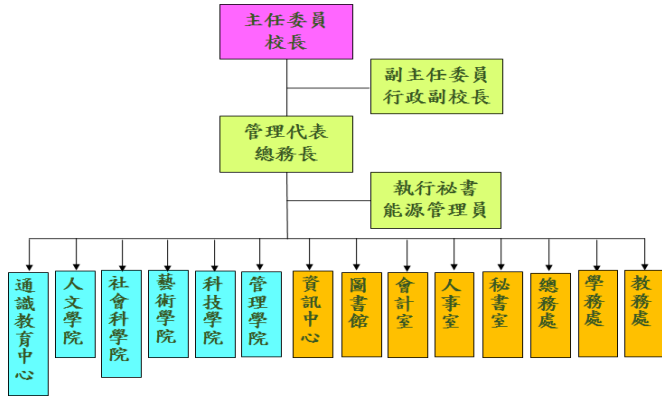 主任委員
校長
副主任委員
行政副校長
管理代表
總務長
執行祕書
能源管理員
通識教育中心
人文學院
社會科學院
藝術學院
科技學院
管理學院
資訊中心
圖書館
會計室
人事室
秘書室
總務處
學務處
教務處